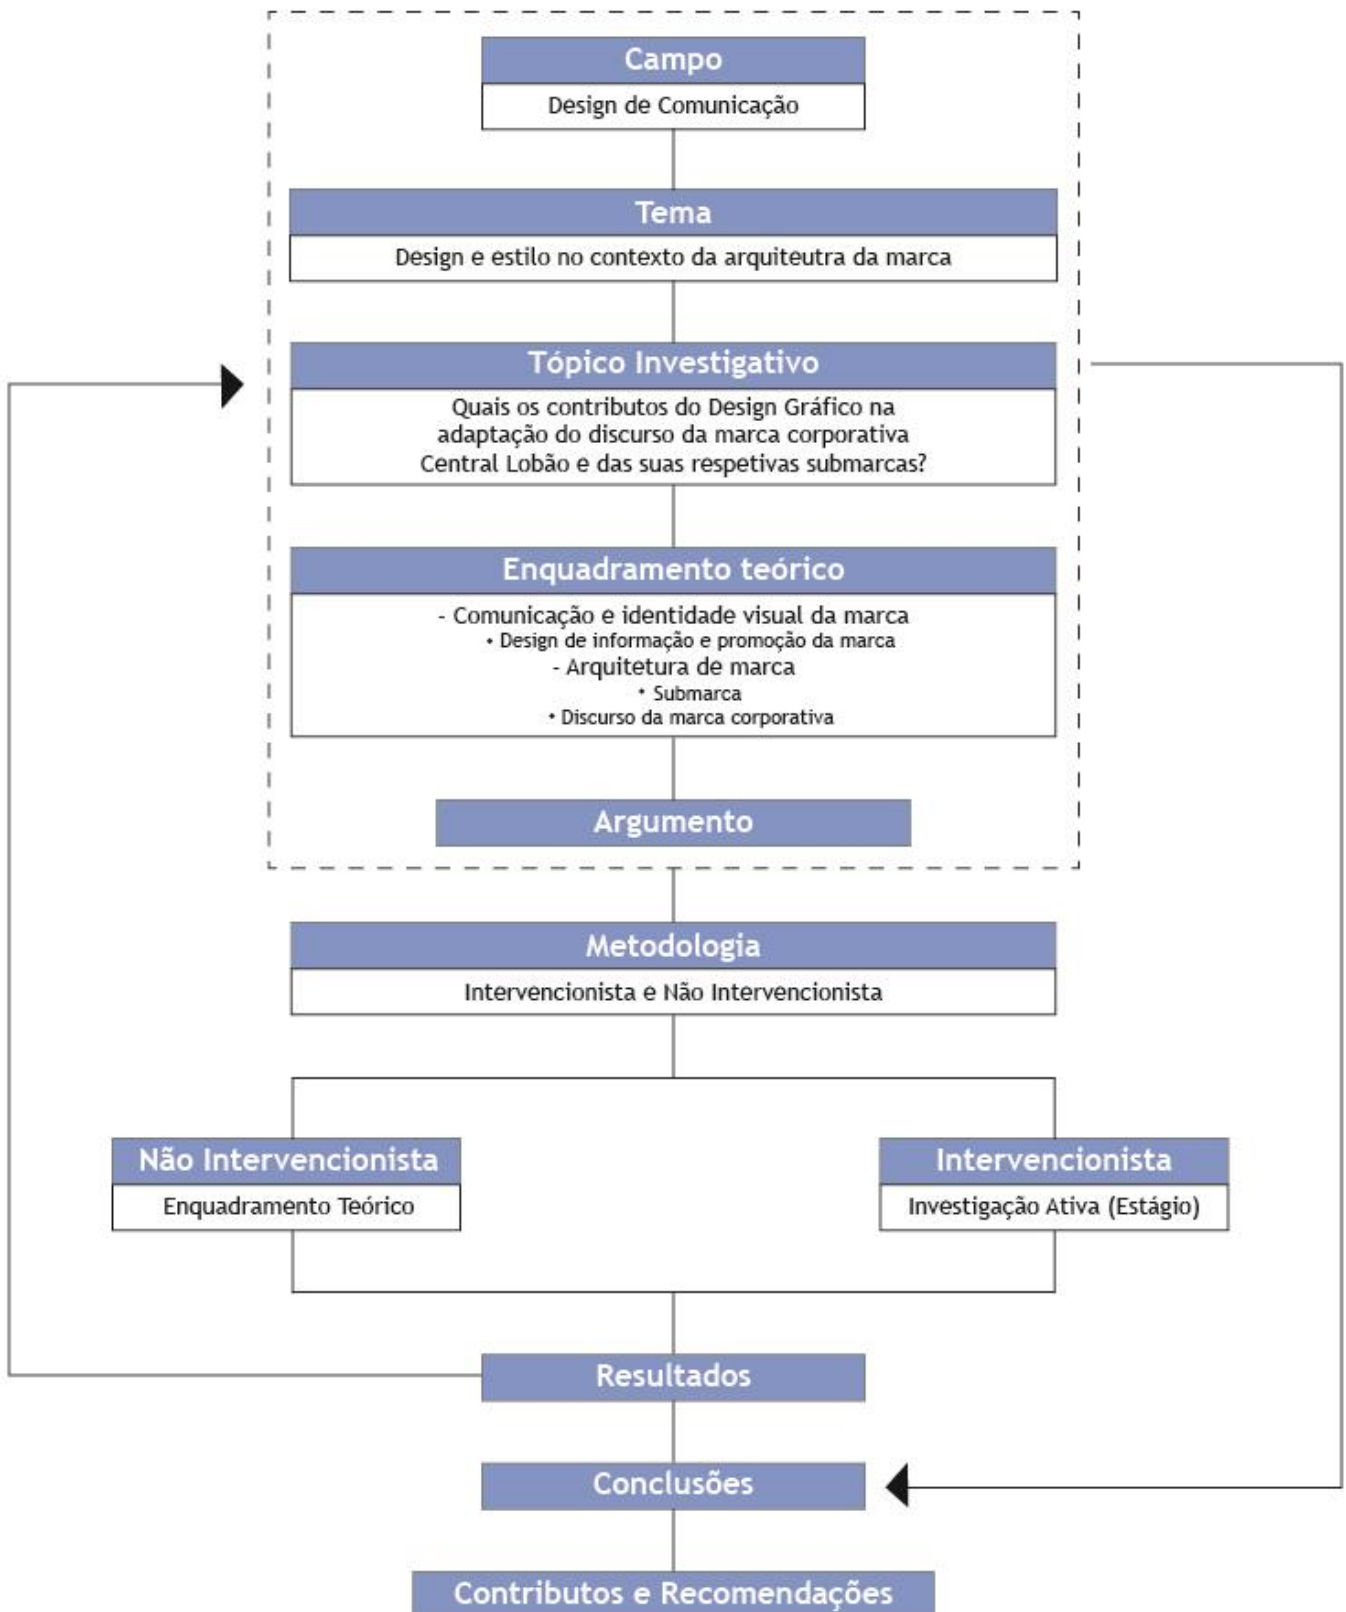 Campo
Design de Comunicação
Tema
Design e estilo no contexto da arquiteutra da marca
Tópico Investigativo
Quais os contributos do Design Gráfico na
adaptação do discurso da marca corporativa
Central Lobão e das suas respetivas submarcas?
Enquadramento teórico
- Comunicação e identidade visual da marca
• Design de informação e promoção da marca
- Arquitetura de marca
• Submarca
• Discurso da marca corporativa
Argumento
Metodologia
Intervencionista e Não Intervencionista
Não Intervencionista
Enquadramento Teórico
Intervencionista
Investigação Ativa (Estágio)
Resultados
Conclusões
Contributos e Recomendações